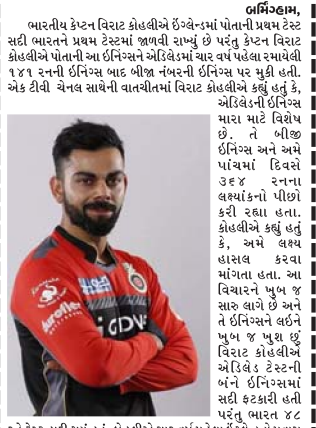 બર્મિંગ્હામ,
ભારતીય કેપ્ટન વિરાટ કોહલીએ ઇંગ્લેન્ડમાં પોતાની પ્રથમ ટેસ્ટ
સદી ભારતને પ્રથમ ટેસ્ટમાં જાળવી રાખ્યું છે પરંતુ કેપ્ટન વિરાટ
કોહલીએ પોતાની આ ઇનિંગ્સને એડિલેડમાં ચાર વર્ષ પહેલા રમાયેલી
૧૪૧ રનની ઇનિંગ્સ બાદ બીજા નંબરની ઇનિંગ્સ પર મુકી હતી.
એક ટીવી ચેનલ સાથેની વાતચીતમાં વિરાટ કોહલીએ કહ્યું હતું કે,
એડિલેડની ઇનિંગ્સ
મારા માટે વિશેષ
છે. તે બીજી
ઇનિંગ્સ અને અમે
પાંચમાં દિવસે
૩૬૪ રનના
લક્ષ્યાંકનો પીછો
કરી રહ્યા હતા.
કોહલીએ કહ્યું હતું
કે, અમે લક્ષ્ય
હાસલ કરવા
માંગતા હતા. આ
વિચારને ખુબ જ
સારુ લાગે છે અને
તે ઇનિંગ્સને લઇને
ખુબ જ ખુશ છું
વિરાટ કોહલીએ
એડિલેડ ટેસ્ટની
બંને ઇનિંગ્સમાં
સદી ફટકારી હતી
પરંતુ ભારત ૪૮